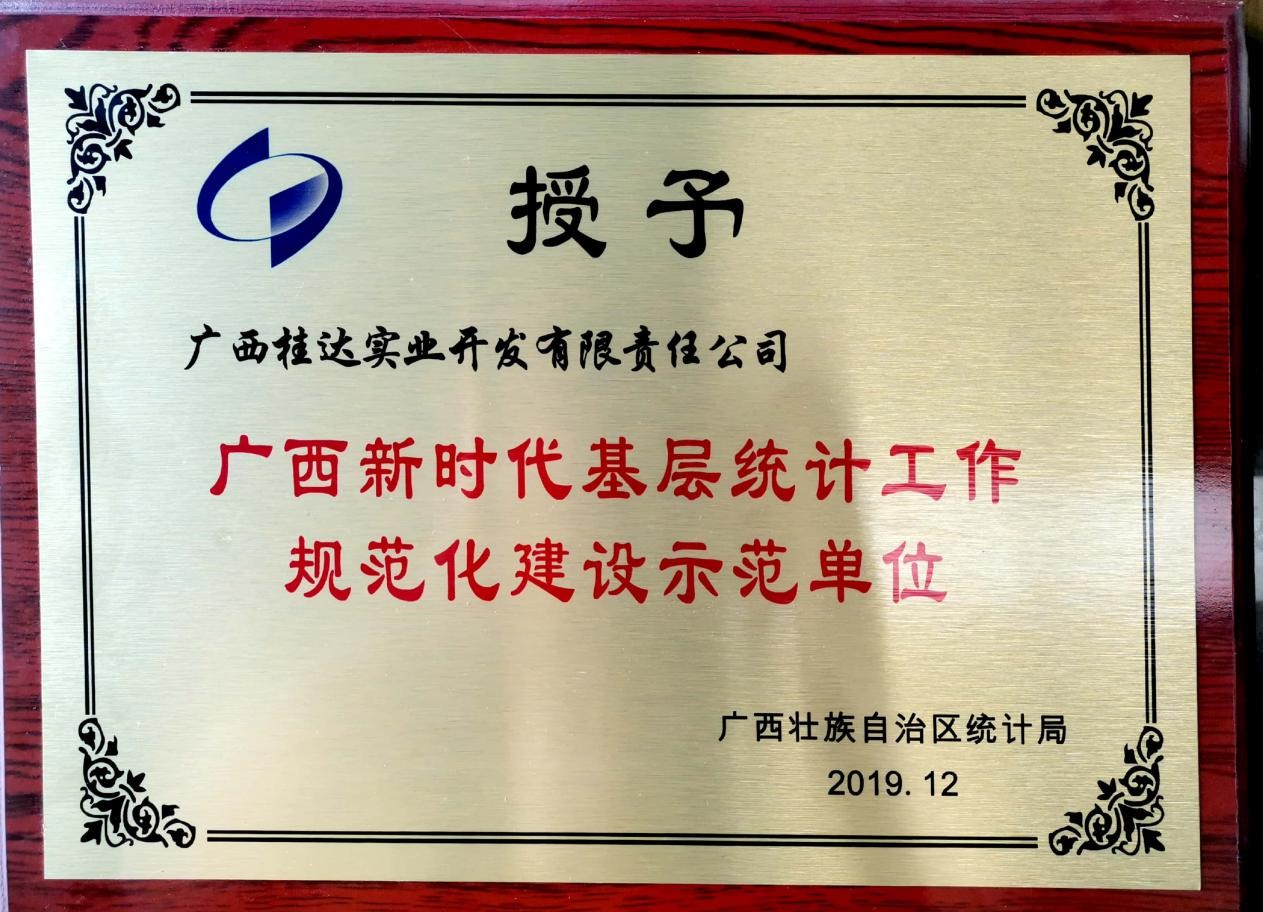 授予
广西桂达实业开发有限责任公司
广西新时代基层统计工作
规范化建设示范单位
广西壮族自治区统计局
2019.12